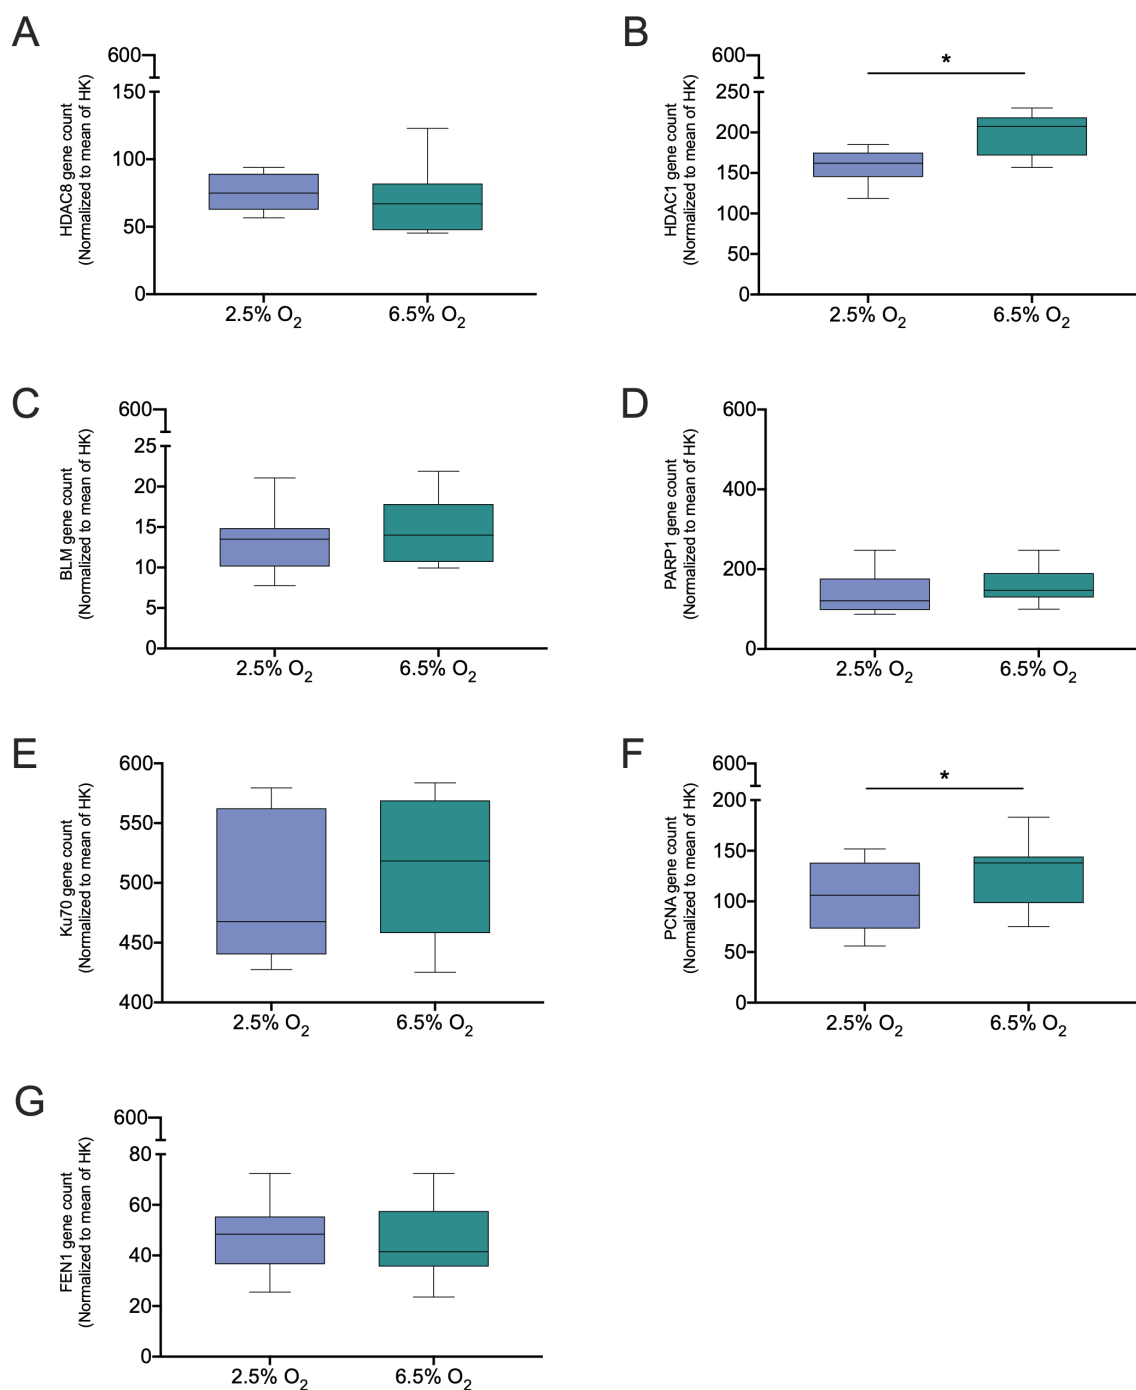 A
HDAC8 gene count
(Normalized to mean of HK)
600
150
100
50
0
2.5% O2
6.5% O2
B
HDAC1 gene count
(Normalized to mean of HK)
600
250
200
150
100
50
0
*
2.5% O2
6.5% O2
C
BLM gene count
(Normalized to mean of HK)
600
25
20
15
10
5
0
2.5% O2
6.5% O2
D
PARP1 gene count
(Normalized to mean of HK)
600
400
200
0
2.5% O2
6.5% O2
E
Ku70 gene count
(Normalized to mean of HK)
600
550
500
450
400
2.5% O2
6.5% O2
F
PCNA gene count
(Normalized to mean of HK)
600
200
150
100
50
0
*
2.5% O2
6.5% O2
G
FEN1 gene count
(Normalized to mean of HK)
600
80
60
40
20
0
2.5% O2
6.5% O2